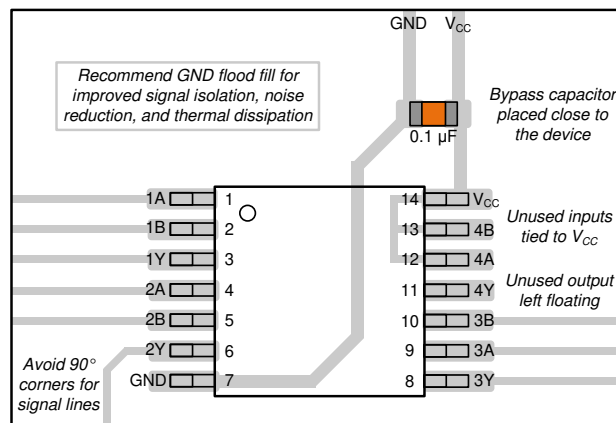 GND VCC
Recommend GND flood fill for
improved signal isolation, noise
reduction, and thermal dissipation
Bypass capacitor
placed close to
the device
0.1 µF
1A 1 14 VCC
1B 2 13 4B
1Y 3 12 4A
2A 4 11 4Y
2B 5 10 3B
2Y 6 9 3A
GND 7 8 3Y
Unused inputs
tied to VCC
Unused output
left floating
Avoid 90°
corners for
signal lines